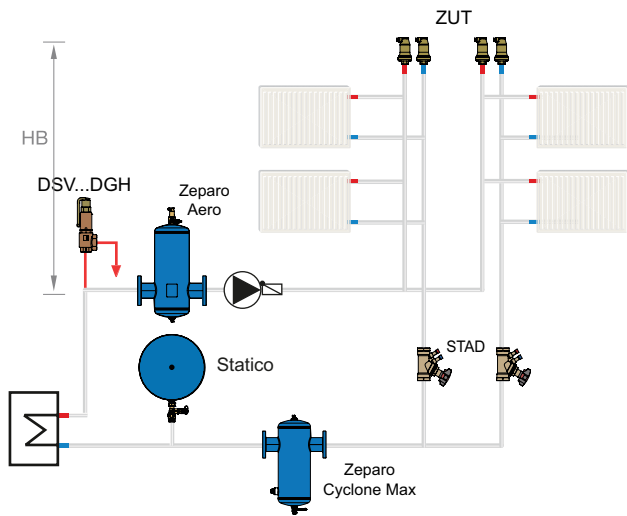 ZUT
HB
DSV...DGH
Zeparo
Aero
Statico
STAD
Zeparo
Cyclone Max